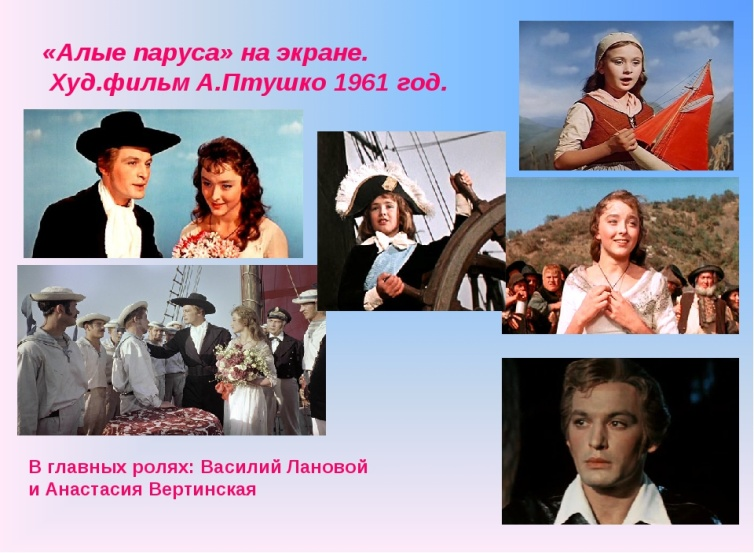 «Алые паруса» на экране.
Худ.фильм А.Птушко 1961 год.
В главных ролях: Василий Лановой
и Анастасия Вертинская